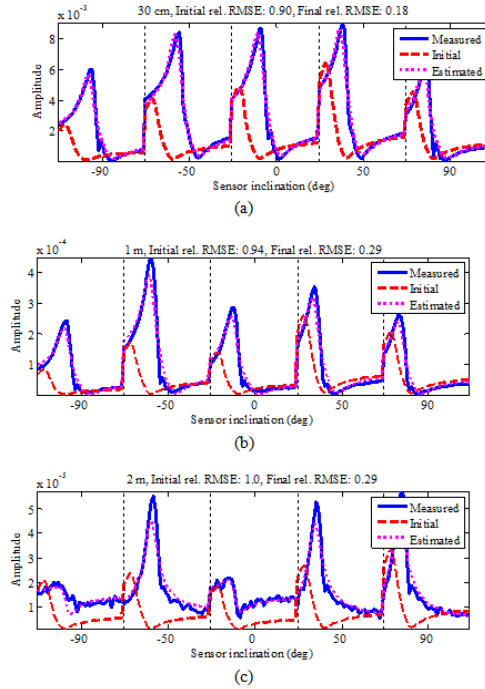 30 cm, Initial rel. RMSE: 0.90, Final rel. RMSE: 0.18
x 10⁻³
8
6
4
2
Amplitude
Measured
Initial
Estimated
-90 -50 0 50 90
Sensor inclination (deg)
(a)
1 m, Initial rel. RMSE: 0.94, Final rel. RMSE: 0.29
x 10⁻⁴
4
3
2
1
Amplitude
Measured
Initial
Estimated
-90 -50 0 50 90
Sensor inclination (deg)
(b)
2 m, Initial rel. RMSE: 1.0, Final rel. RMSE: 0.29
x 10⁻⁵
5
4
3
2
1
Amplitude
Measured
Initial
Estimated
-90 -50 0 50 90
Sensor inclination (deg)
(c)